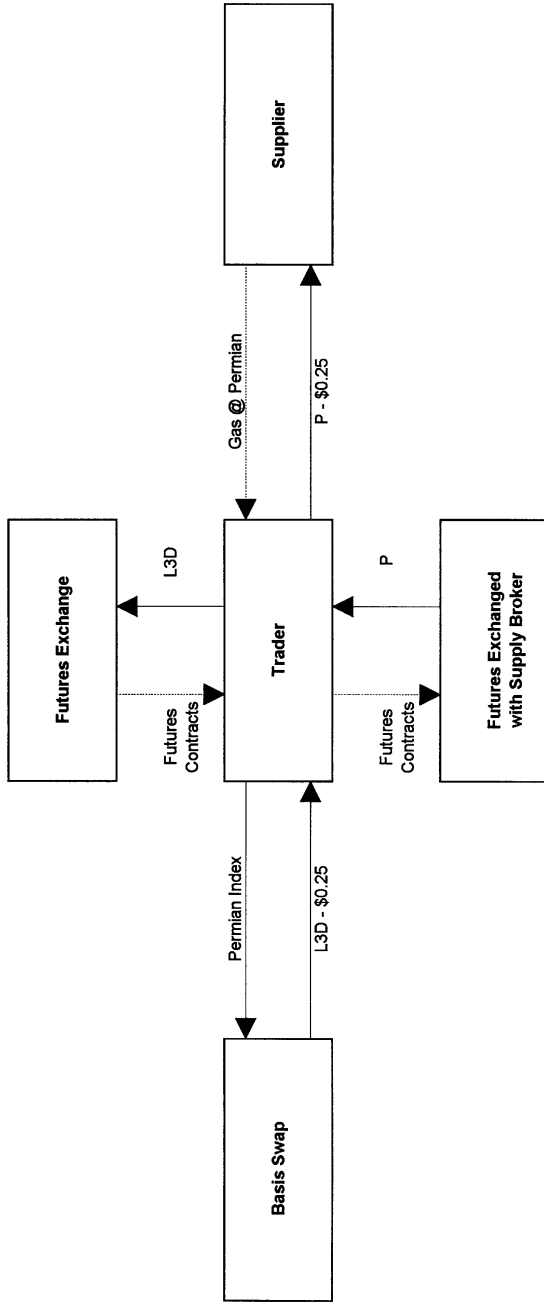 Futures Exchange
Futures
Contracts
L3D
Basis Swap
Permian Index
L3D - $0.25
Trader
Gas @ Permian
P - $0.25
Supplier
Futures
Contracts
P
Futures Exchanged
with Supply Broker